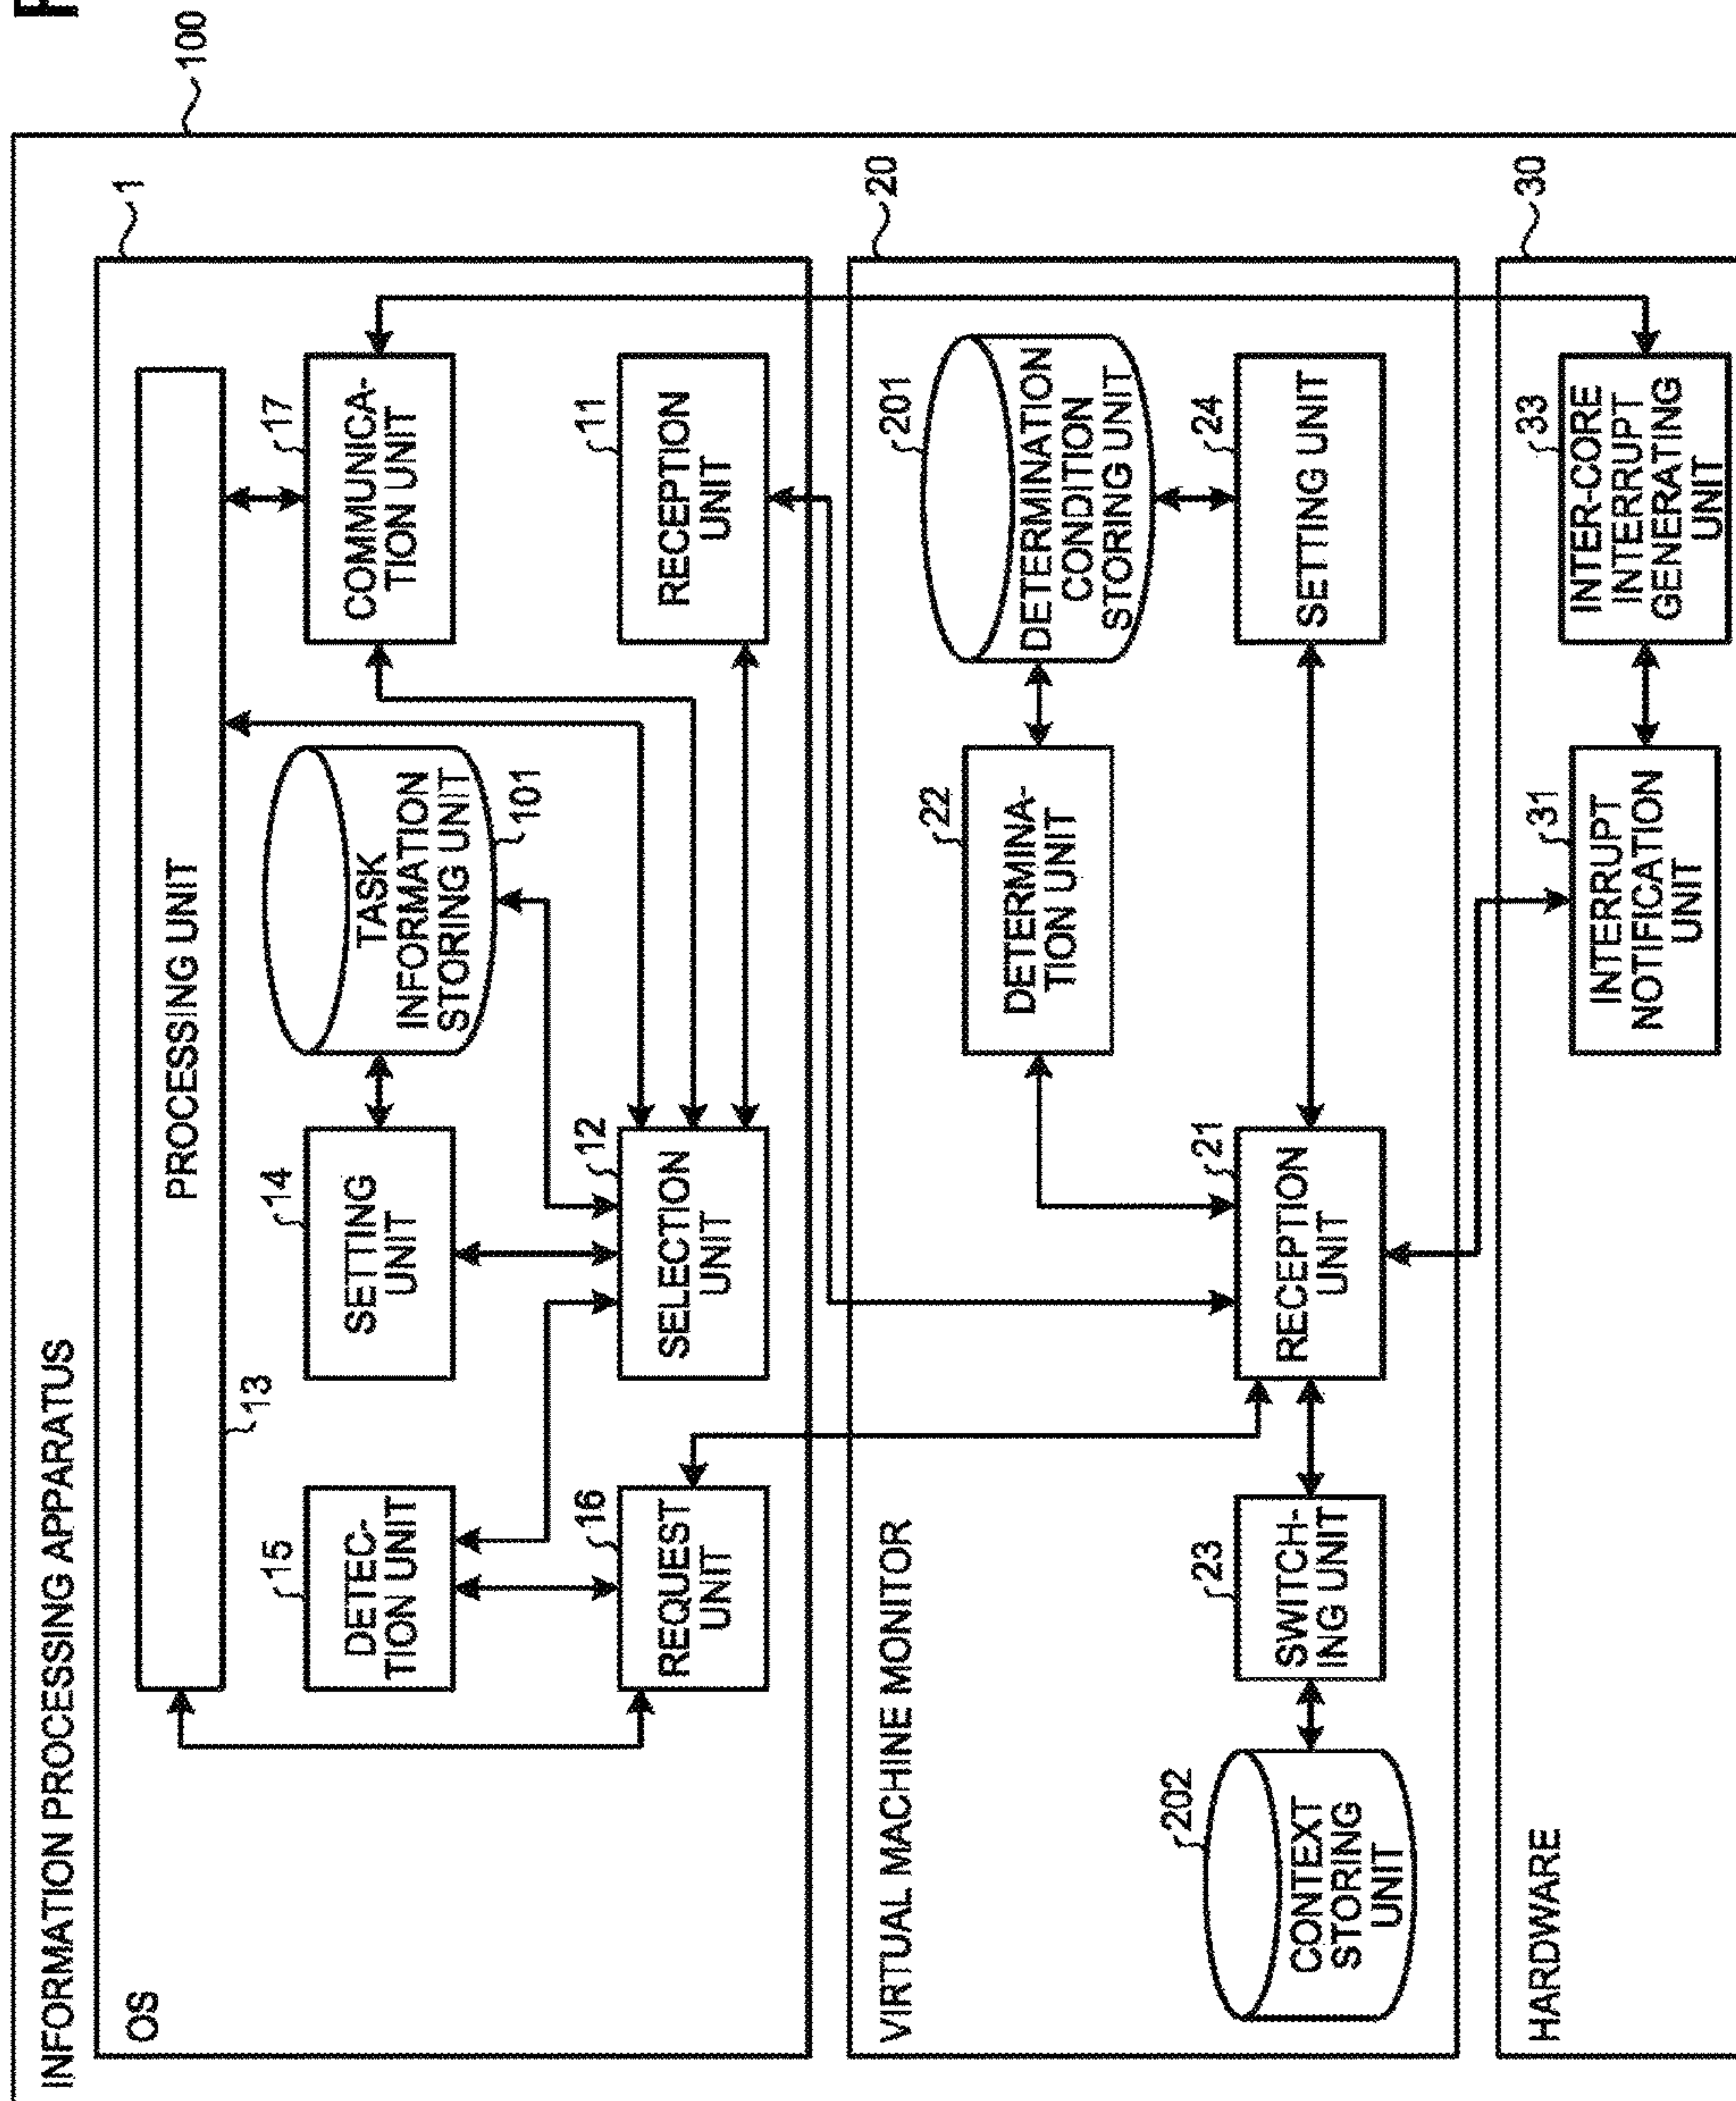 INFORMATION PROCESSING APPARATUS
100
OS
1
PROCESSING UNIT
13
15
DETEC-
TION UNIT
14
SETTING
UNIT
TASK
INFORMATION
STORING UNIT
101
17
COMMUNICA-
TION UNIT
16
REQUEST
UNIT
12
SELECTION
UNIT
11
RECEPTION
UNIT
VIRTUAL MACHINE MONITOR
20
22
DETERMINA-
TION UNIT
201
DETERMINATION
CONDITION
STORING UNIT
202
CONTEXT
STORING
UNIT
23
SWITCH-
ING UNIT
21
RECEPTION
UNIT
24
SETTING UNIT
HARDWARE
30
31
INTERRUPT
NOTIFICATION
UNIT
33
INTER-CORE
INTERRUPT
GENERATING
UNIT